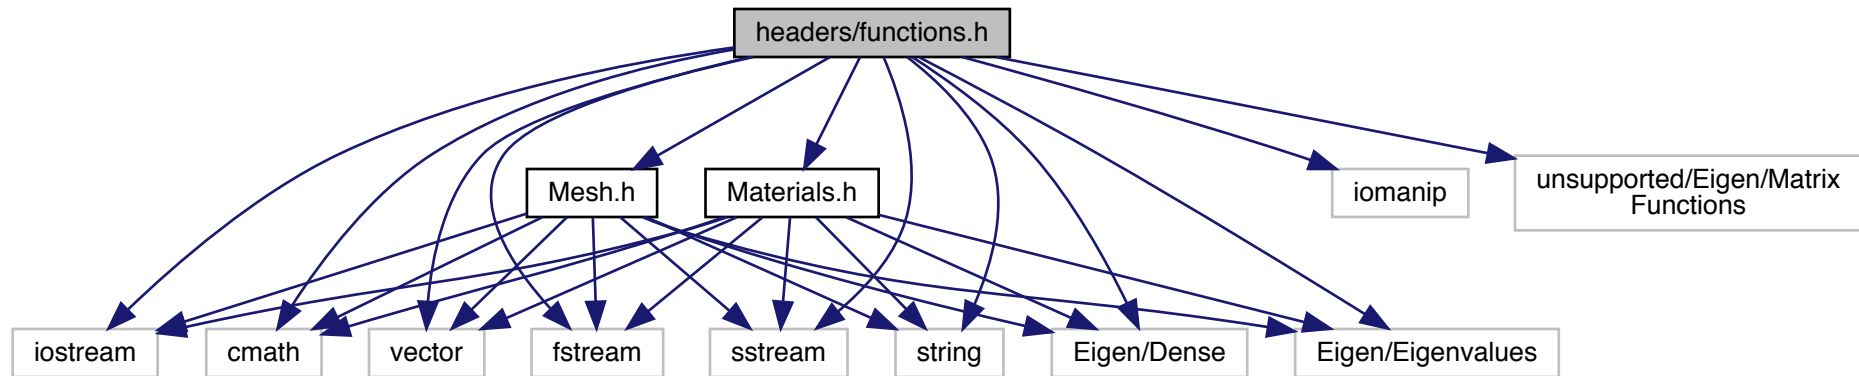 headers/functions.h
Mesh.h
Materials.h
iomanip
unsupported/Eigen/Matrix
Functions
iostream
cmath
vector
fstream
sstream
string
Eigen/Dense
Eigen/Eigenvalues